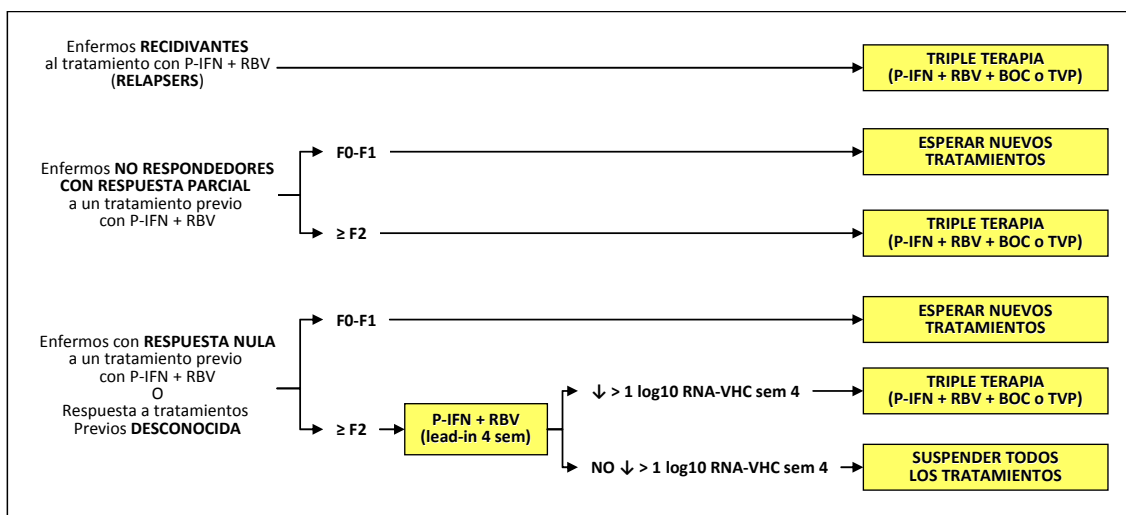 Enfermos RECIDIVANTES
al tratamiento con P-IFN + RBV
(RELAPSERS)
TRIPLE TERAPIA
(P-IFN + RBV + BOC o TVP)
Enfermos NO RESPONDEDORES
CON RESPUESTA PARCIAL
a un tratamiento previo
con P-IFN + RBV
F0-F1
ESPERAR NUEVOS
TRATAMIENTOS
≥ F2
TRIPLE TERAPIA
(P-IFN + RBV + BOC o TVP)
Enfermos con RESPUESTA NULA
a un tratamiento previo
con P-IFN + RBV
O
Respuesta a tratamientos
Previos DESCONOCIDA
F0-F1
ESPERAR NUEVOS
TRATAMIENTOS
≥ F2
P-IFN + RBV
(lead-in 4 sem)
↓ > 1 log10 RNA-VHC sem 4
TRIPLE TERAPIA
(P-IFN + RBV + BOC o TVP)
NO ↓ > 1 log10 RNA-VHC sem 4
SUSPENDER TODOS
LOS TRATAMIENTOS